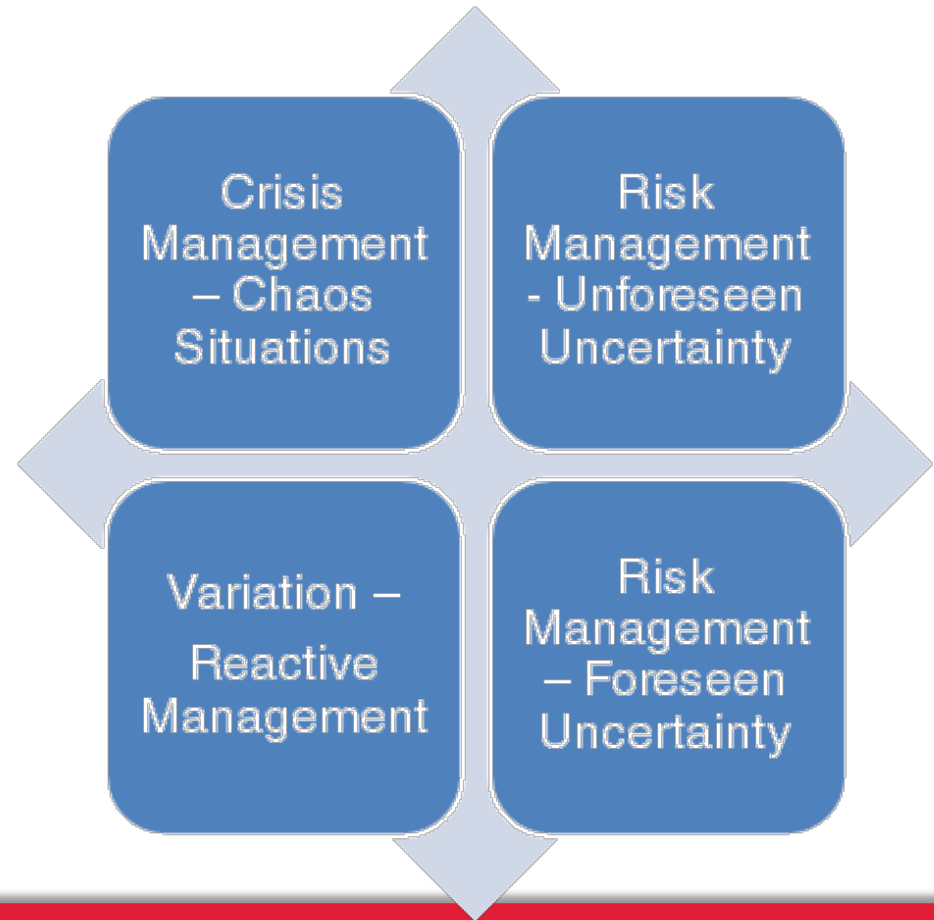 Crisis
Management
– Chaos
Situations
Risk
Management
- Unforeseen
Uncertainty
Variation –
Reactive
Management
Risk
Management
– Foreseen
Uncertainty